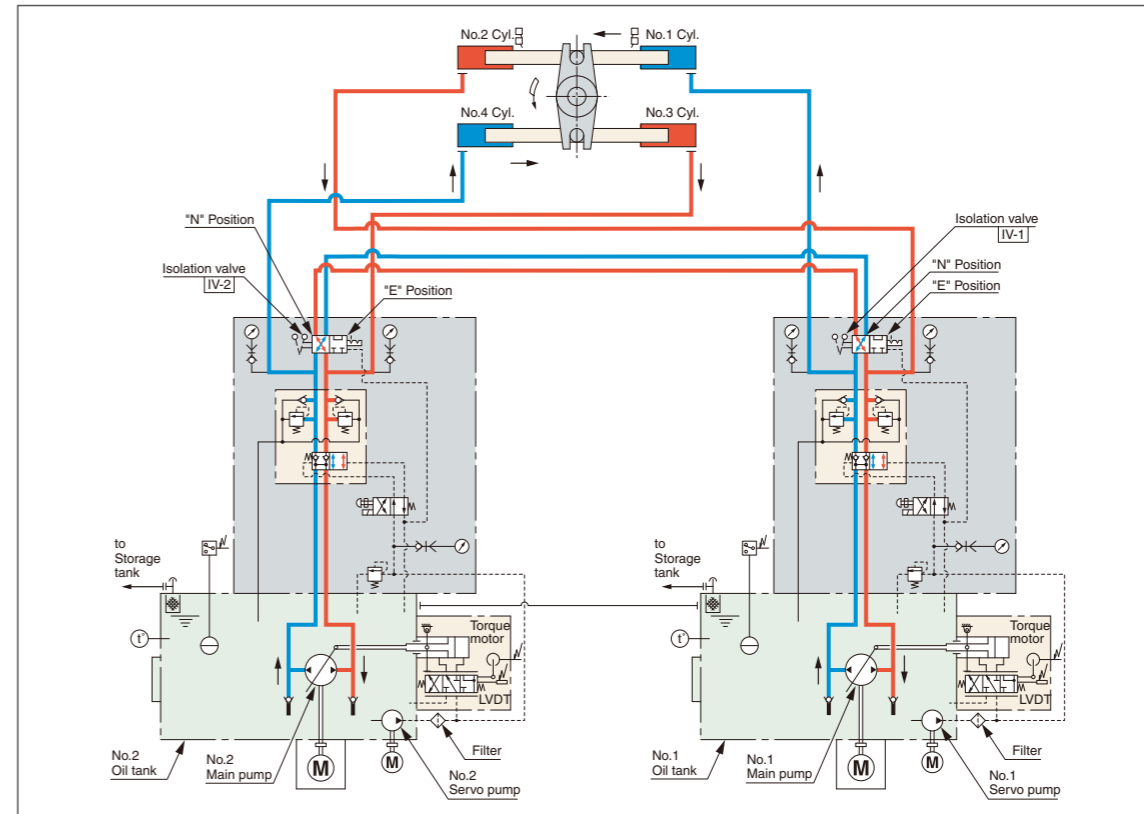 No.2 Cyl.
No.1 Cyl.
No.4 Cyl.
No.3 Cyl.
"N" Position
Isolation valve
IV-2
"E" Position
Isolation valve
IV-1
"N" Position
"E" Position
to
Storage
tank
t°
Torque
motor
LVDT
No.2
Oil tank
No.2
Main pump
M
M
No.2
Servo pump
Filter
to
Storage
tank
t°
Torque
motor
LVDT
No.1
Oil tank
No.1
Main pump
M
M
No.1
Servo pump
Filter